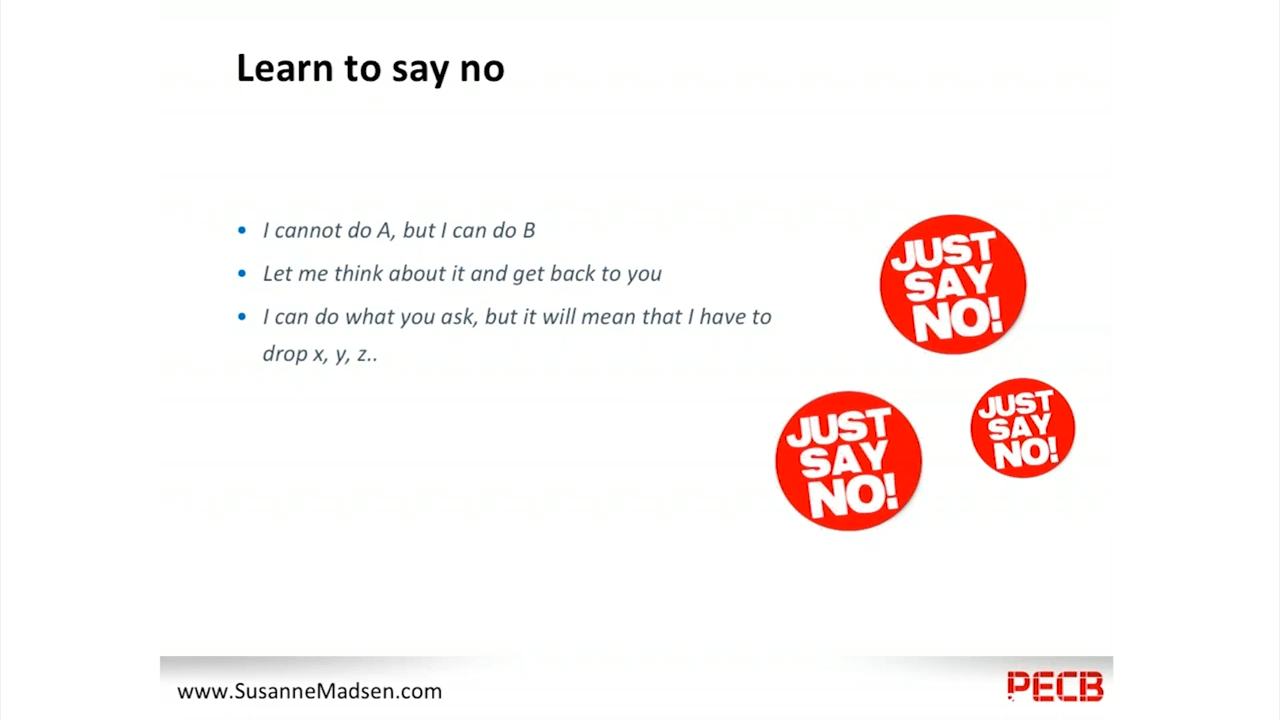 Learn to say no
• I cannot do A, but I can do B
• Let me think about it and get back to you
• I can do what you ask, but it will mean that I have to
drop x, y, z..
JUST
SAY
NO!
JUST
SAY
NO!
JUST
SAY
NO!
www.SusanneMadsen.com
PECB